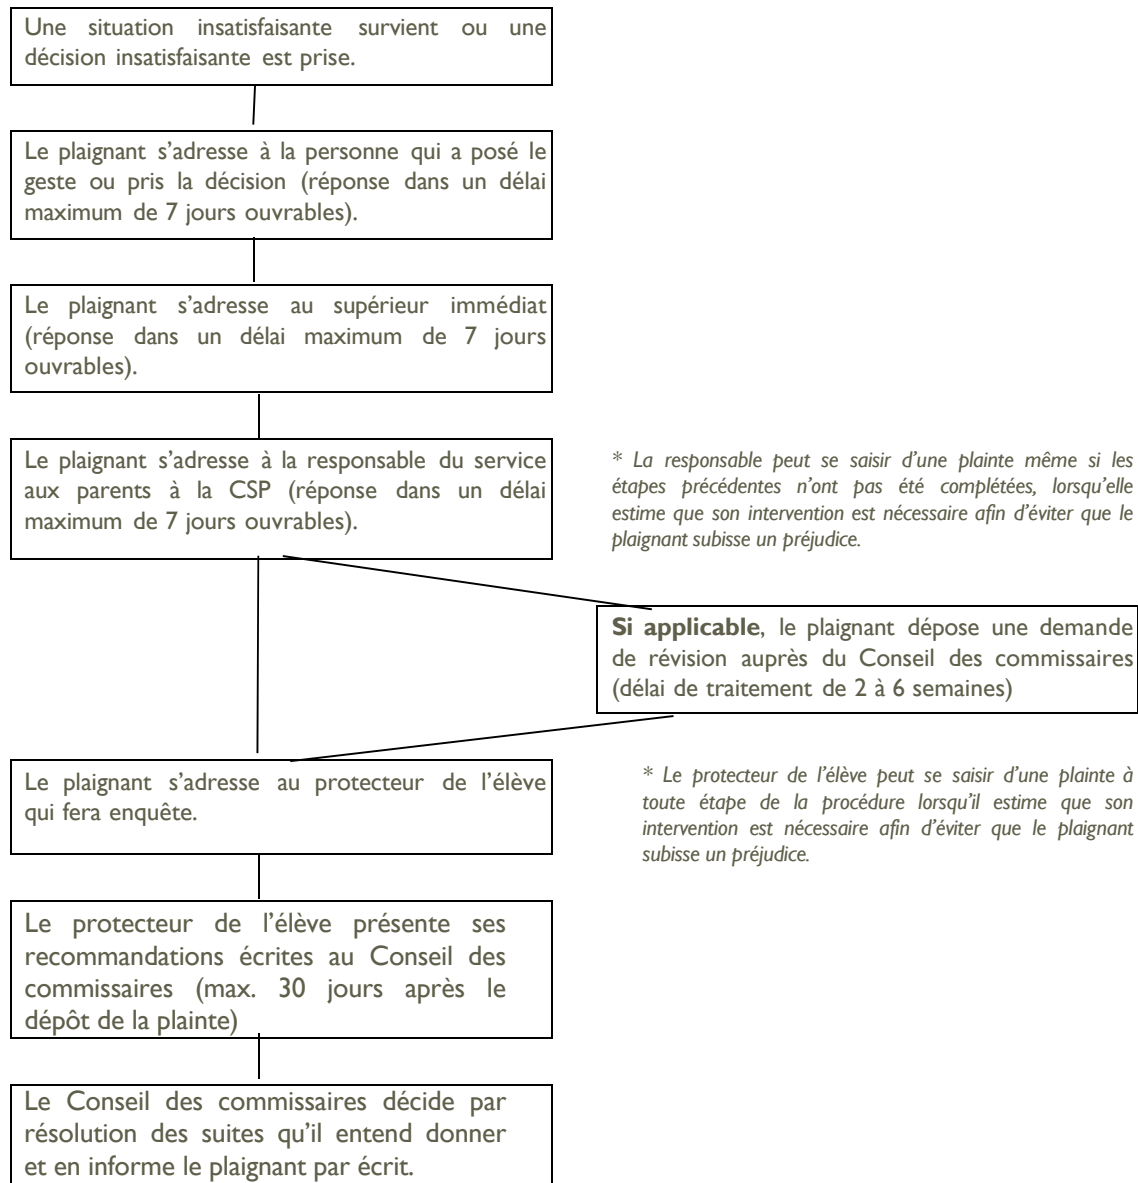 Une situation insatisfaisante survient ou une
décision insatisfaisante est prise.
Le plaignant s’adresse à la personne qui a posé le
geste ou pris la décision (réponse dans un délai
maximum de 7 jours ouvrables).
Le plaignant s’adresse au supérieur immédiat
(réponse dans un délai maximum de 7 jours
ouvrables).
Le plaignant s’adresse à la responsable du service
aux parents à la CSP (réponse dans un délai
maximum de 7 jours ouvrables).
* La responsable peut se saisir d’une plainte même si les
étapes précédentes n’ont pas été complétées, lorsqu’elle
estime que son intervention est nécessaire afin d’éviter que le
plaignant subisse un préjudice.
Si applicable, le plaignant dépose une demande
de révision auprès du Conseil des commissaires
(délai de traitement de 2 à 6 semaines)
Le plaignant s’adresse au protecteur de l’élève
qui fera enquête.
* Le protecteur de l’élève peut se saisir d’une plainte à
toute étape de la procédure lorsqu’il estime que son
intervention est nécessaire afin d’éviter que le plaignant
subisse un préjudice.
Le protecteur de l’élève présente ses
recommandations écrites au Conseil des
commissaires (max. 30 jours après le
dépôt de la plainte)
Le Conseil des commissaires décide par
résolution des suites qu’il entend donner
et en informe le plaignant par écrit.